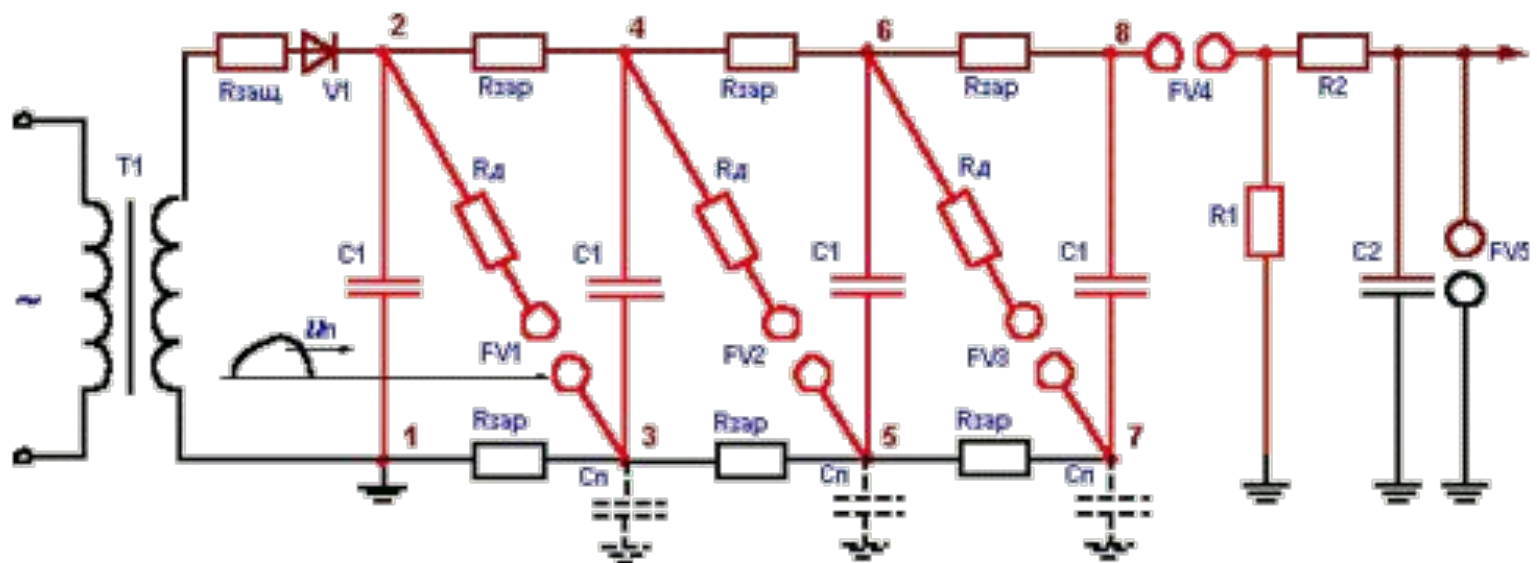 2 4 6 8
Rзащ V1 Rзар Rзар Rзар FV4 R2
T1 Rд Rд Rд
R1
C1 C1 C1 C1 C2 FV5
~
Uп FV1 FV2 FV3
1 Rзар 3 Rзар 5 Rзар 7
Cп Cп Cп